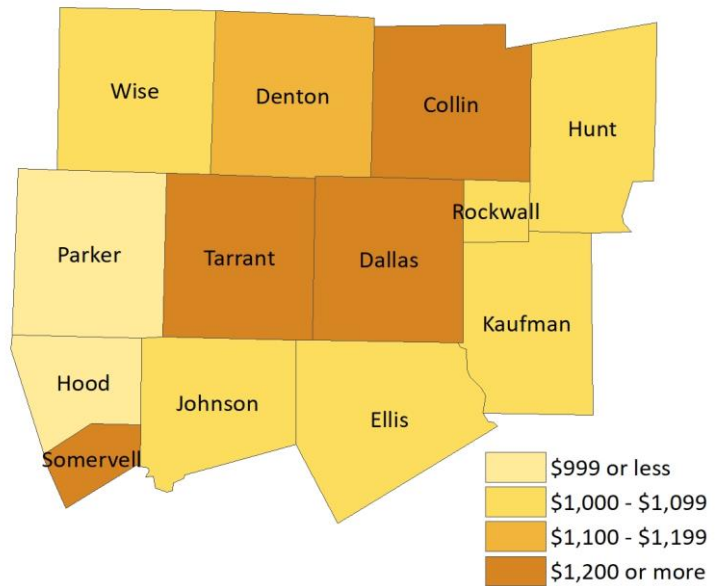 Wise
Denton
Collin
Hunt
Rockwall
Parker
Tarrant
Dallas
Kaufman
Hood
Johnson
Ellis
Somervell
$999 or less
$1,000 - $1,099
$1,100 - $1,199
$1,200 or more